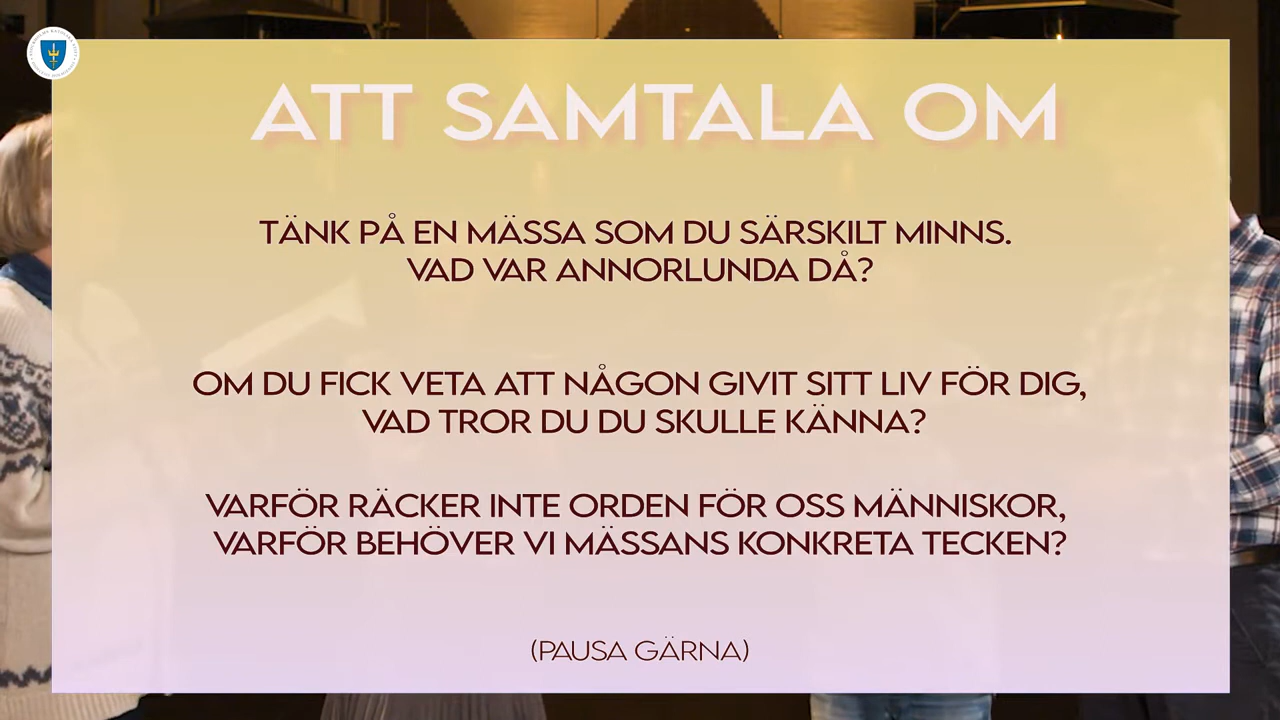 ATT SAMTALA OM
TÄNK PÅ EN MÄSSA SOM DU SÄRSKILT MINNS.
VAD VAR ANNORLUNDA DÅ?
OM DU FICK VETA ATT NÅGON GIVIT SITT LIV FÖR DIG,
VAD TROR DU DU SKULLE KÄNNA?
VARFÖR RÄCKER INTE ORDEN FÖR OSS MÄNNISKOR,
VARFÖR BEHÖVER VI MÄSSANS KONKRETA TECKEN?
(PAUSA GÄRNA)